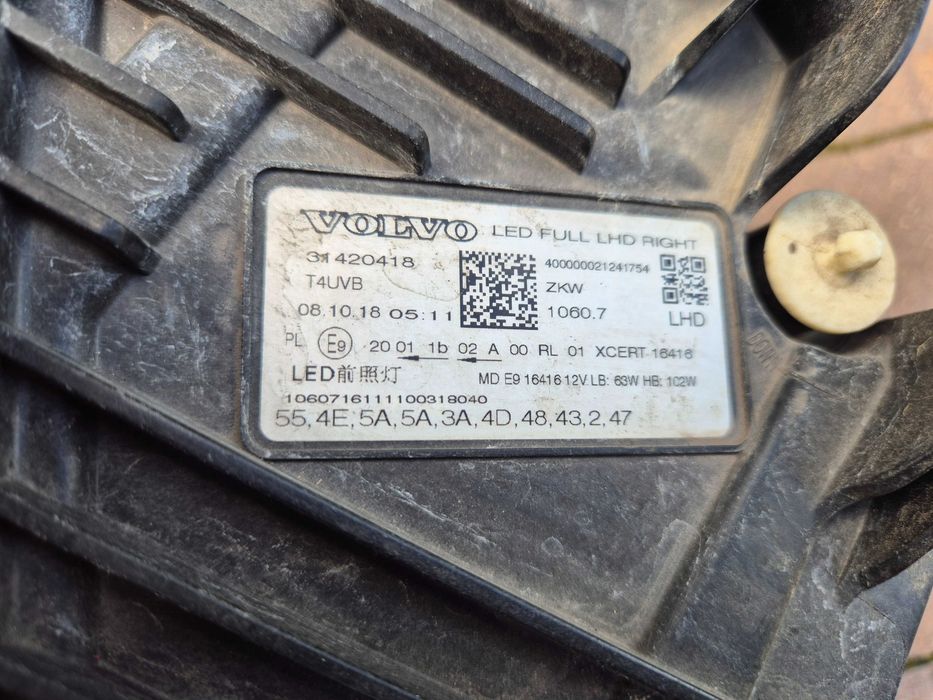 VOLVO LED FULL LHD RIGHT
31420418 400000021241754
T4UVB ZKW
08.10.18 05:11 1060.7 LHD
PL E9 20 01 1b 02 A 00 RL 01 XCERT 16416
LED前照灯 MD E9 16416 12V LB: 63W HB: 102W
1060716111100318040
55,4E,5A,5A,3A,4D,48,43,2,47